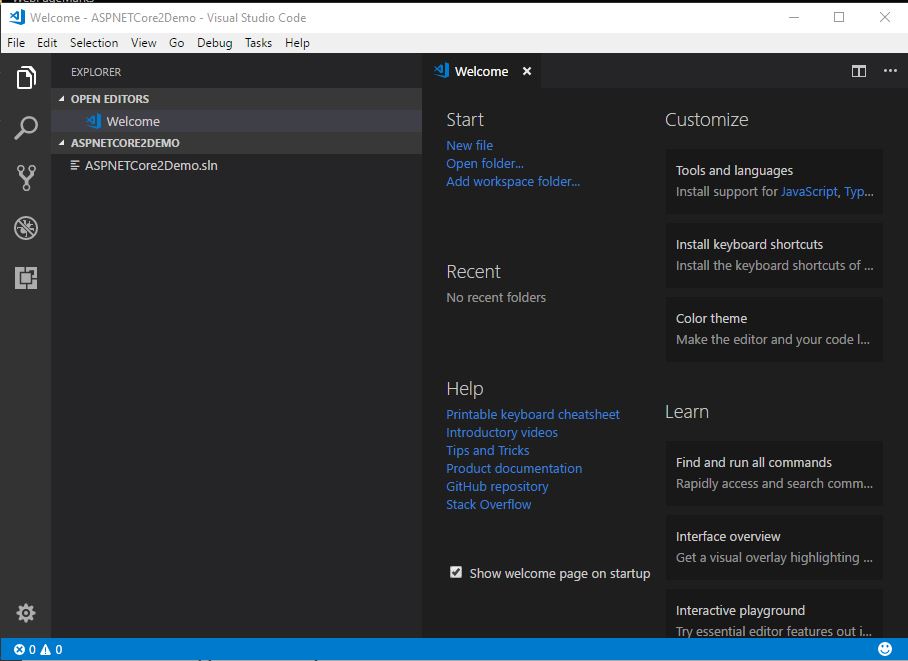 Welcome - ASPNETCore2Demo - Visual Studio Code
File Edit Selection View Go Debug Tasks Help
EXPLORER
OPEN EDITORS
Welcome
ASPNETCORE2DEMO
ASPNETCore2Demo.sln
Welcome
Start
New file
Open folder...
Add workspace folder...
Recent
No recent folders
Help
Printable keyboard cheatsheet
Introductory videos
Tips and Tricks
Product documentation
GitHub repository
Stack Overflow
Show welcome page on startup
Customize
Tools and languages
Install support for JavaScript, Typ...
Install keyboard shortcuts
Install the keyboard shortcuts of ...
Color theme
Make the editor and your code l...
Learn
Find and run all commands
Rapidly access and search comm...
Interface overview
Get a visual overlay highlighting ...
Interactive playground
Try essential editor features out i...
0 0